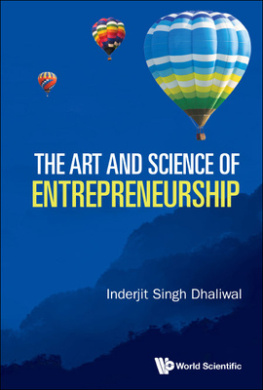 THE ART AND SCIENCE OF
ENTREPRENEURSHIP
Inderjit Singh Dhaliwal
World Scientific